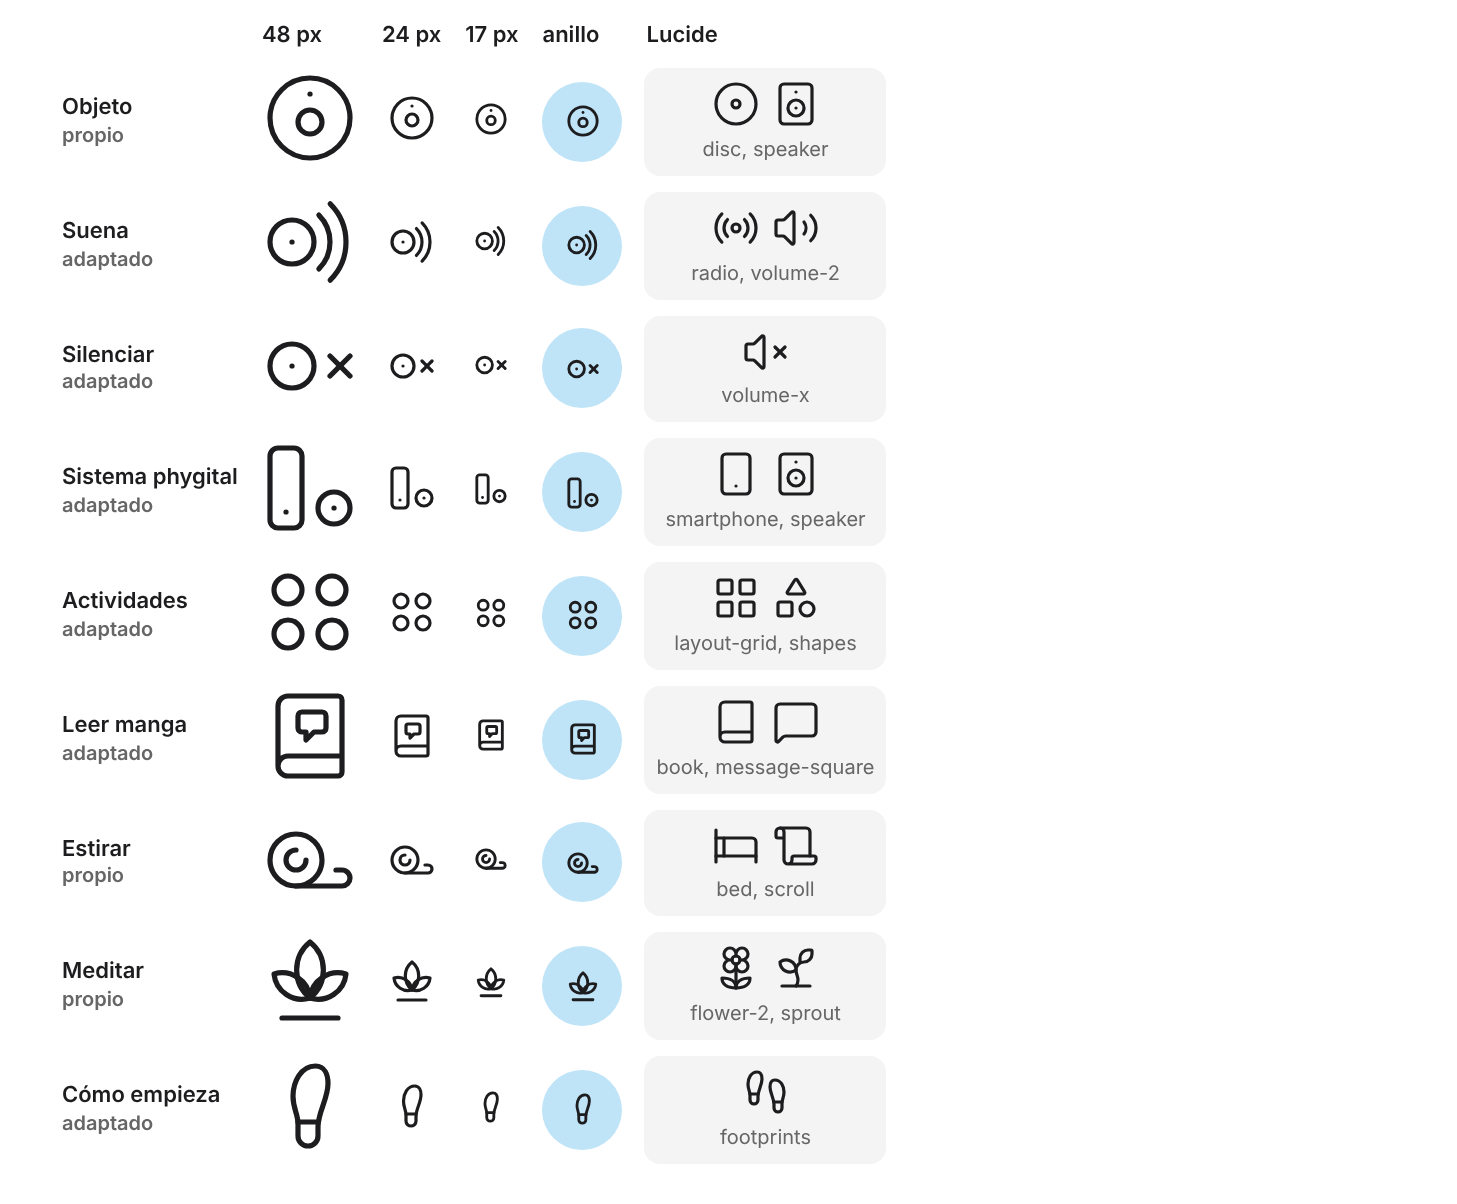 48 px 24 px 17 px anillo Lucide
Objeto
propio
disc, speaker
Suena
adaptado
radio, volume-2
Silenciar
adaptado
volume-x
Sistema phygital
adaptado
smartphone, speaker
Actividades
adaptado
layout-grid, shapes
Leer manga
adaptado
book, message-square
Estirar
propio
bed, scroll
Meditar
propio
flower-2, sprout
Cómo empieza
adaptado
footprints